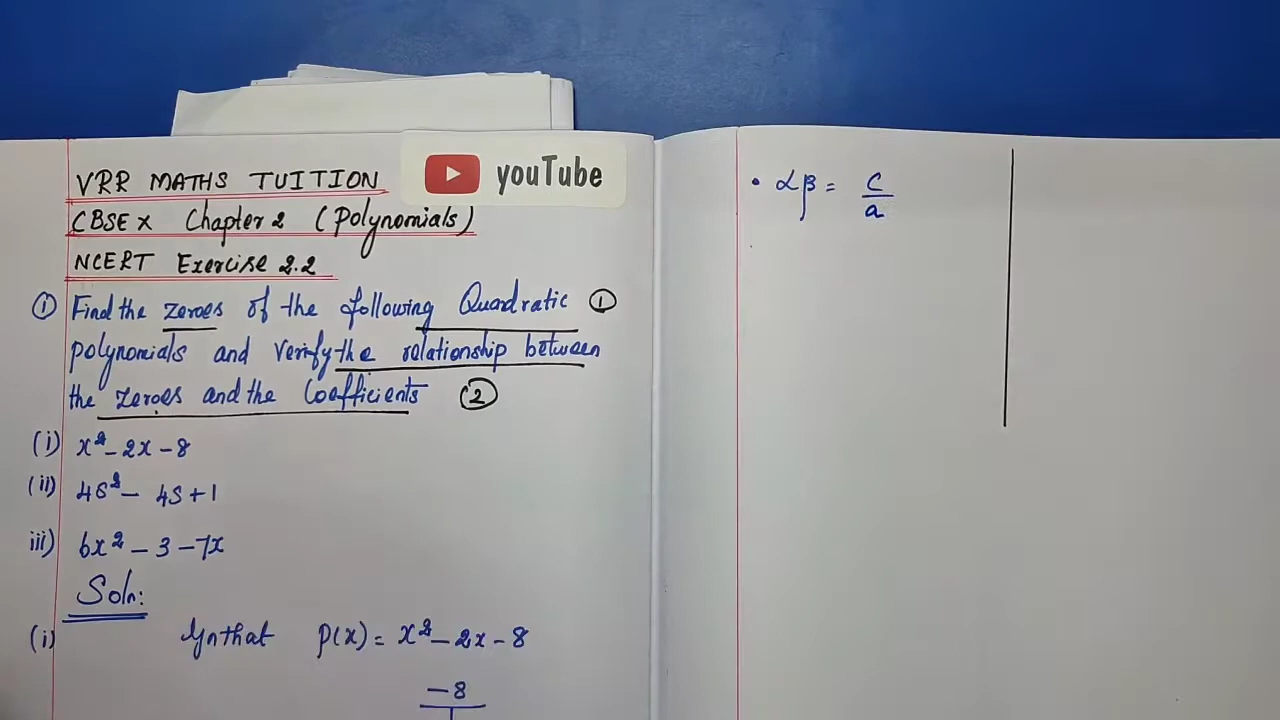 VRR MATHS TUITION
youTube
CBSE X Chapter 2 (Polynomials)
NCERT Exercise 2.2
① Find the zeroes of the following Quadratic ①
polynomials and verify the relationship between
the zeroes and the Coefficients ②
(i) x² - 2x - 8
(ii) 4s² - 4s + 1
iii) 6x² - 3 - 7x
Soln:
(i) Gn that p(x) = x² - 2x - 8
-8
• αβ = c/a